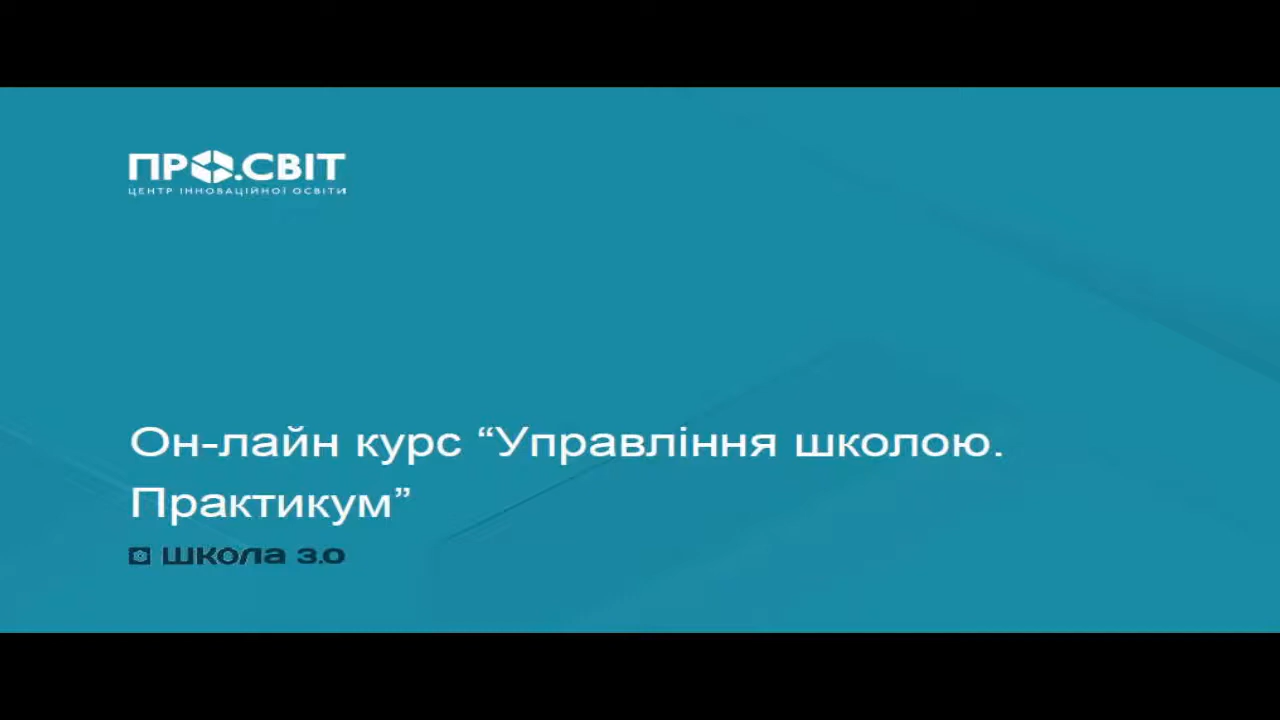 ПРО.СВІТ
ЦЕНТР ІННОВАЦІЙНОЇ ОСВІТИ
Он-лайн курс “Управління школою.
Практикум”
ШКОЛА 3.0